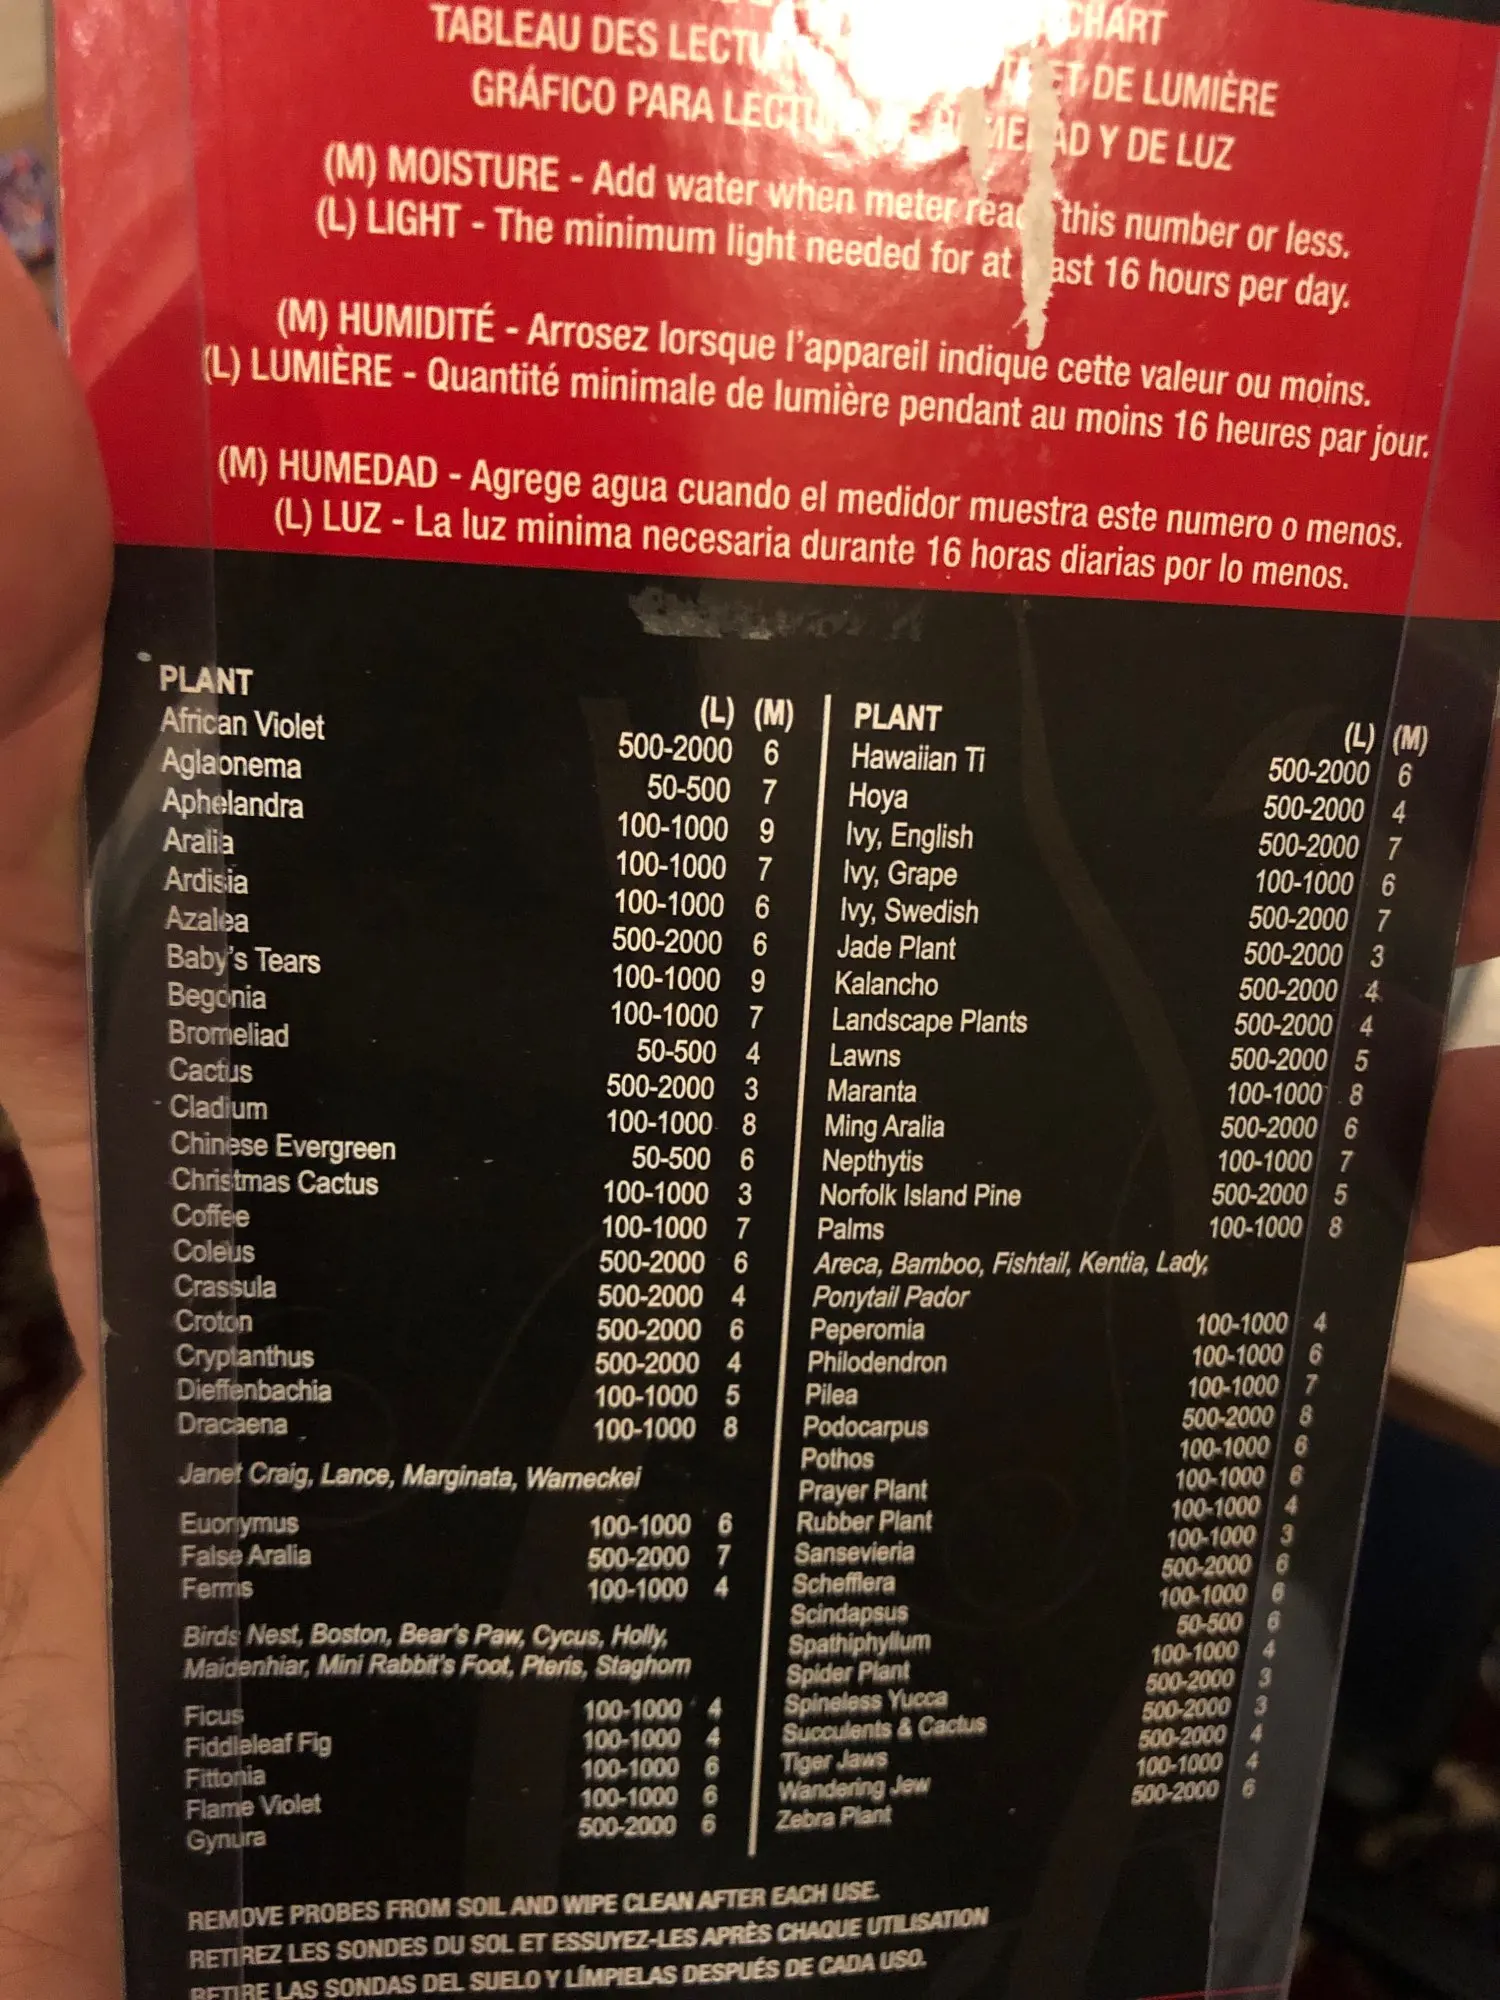 CHART
TABLEAU DES ET DE LUMIÈRE
GRÁFICO PARA Y DE LUZ
(M) MOISTURE - Add water when meter this number or less.
(L) LIGHT - The minimum light needed for at 16 hours per day.
(M) HUMIDITÉ - Arrosez lorsque l'appareil indique cette valeur ou moins.
(L) LUMIÈRE - Quantité minimale de lumière pendant au moins 16 heures par jour.
(M) HUMEDAD - Agrege agua cuando el medidor muestra este numero o menos.
(L) LUZ - La luz minima necesaria durante 16 horas diarias por lo menos.
PLANT (L) (M)
African Violet 500-2000 6
Aglaonema 50-500 7
Aphelandra 100-1000 9
Aralia 100-1000 7
Ardisia 100-1000 6
Azalea 500-2000 6
Baby's Tears 100-1000 9
Begonia 100-1000 7
Bromeliad 50-500 4
Cactus 500-2000 3
Cladium 100-1000 8
Chinese Evergreen 50-500 6
Christmas Cactus 100-1000 3
Coffee 100-1000 7
Coleus 500-2000 6
Crassula 500-2000 4
Croton 500-2000 6
Cryptanthus 500-2000 4
Dieffenbachia 100-1000 5
Dracaena 100-1000 8
Janet Craig, Lance, Marginata, Warneckei
Euonymus 100-1000 6
False Aralia 500-2000 7
Ferms 100-1000 4
Birds Nest, Boston, Bear's Paw, Cycus, Holly,
Maidenhiar, Mini Rabbit's Foot, Pteris, Staghorn
Ficus 100-1000 4
Fiddleleaf Fig 100-1000 4
Fittonia 100-1000 6
Flame Violet 100-1000 6
Gynura 500-2000 6
PLANT (L) (M)
Hawaiian Ti 500-2000 6
Hoya 500-2000 4
Ivy, English 500-2000 7
Ivy, Grape 100-1000 6
Ivy, Swedish 500-2000 7
Jade Plant 500-2000 3
Kalancho 500-2000 4
Landscape Plants 500-2000 4
Lawns 500-2000 5
Maranta 100-1000 8
Ming Aralia 500-2000 6
Nepthytis 100-1000 7
Norfolk Island Pine 500-2000 5
Palms 100-1000 8
Areca, Bamboo, Fishtail, Kentia, Lady,
Ponytail Pador
Peperomia 100-1000 4
Philodendron 100-1000 6
Pilea 100-1000 7
Podocarpus 500-2000 8
Pothos 100-1000 6
Prayer Plant 100-1000 6
Rubber Plant 100-1000 4
Sansevieria 100-1000 3
Schefflera 500-2000 6
Scindapsus 100-1000 6
Spathiphyllum 50-500 6
Spider Plant 100-1000 4
Spineless Yucca 500-2000 3
Succulents & Cactus 500-2000 3
Tiger Jaws 500-2000 4
Wandering Jew 100-1000 4
Zebra Plant 500-2000 6
REMOVE PROBES FROM SOIL AND WIPE CLEAN AFTER EACH USE.
RETIREZ LES SONDES DU SOL ET ESSUYEZ-LES APRÈS CHAQUE UTILISATION
RETIRE LAS SONDAS DEL SUELO Y LÍMPIELAS DESPUÉS DE CADA USO.